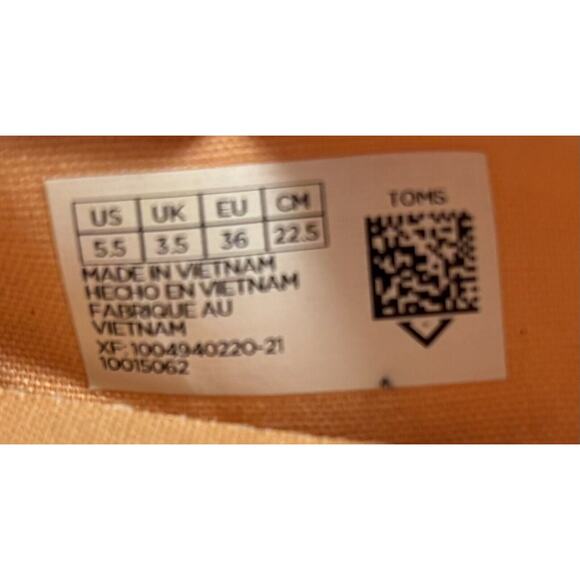 US UK EU CM TOMS
5.5 3.5 36 22.5
MADE IN VIETNAM
HECHO EN VIETNAM
FABRIQUE AU
VIETNAM
XF: 1004940220-21
10015062